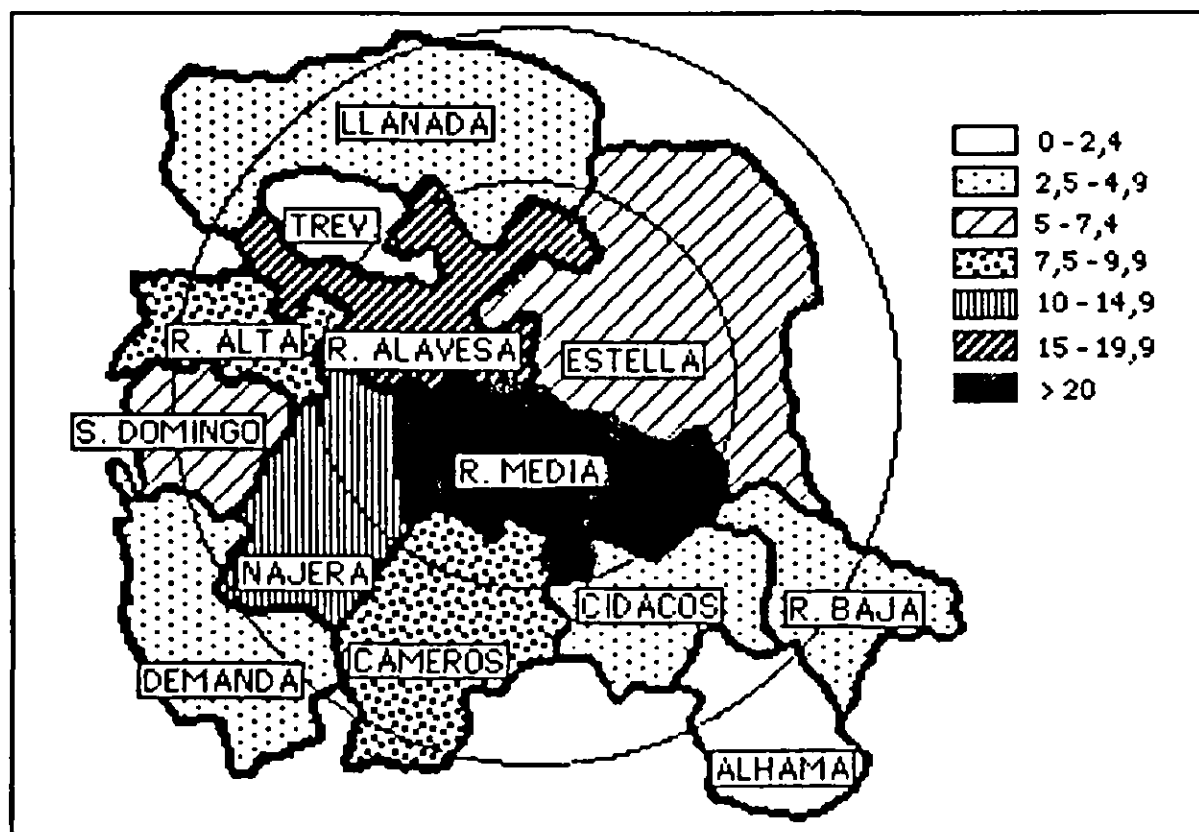 LLANADA
TREV.
R. ALTA
R. ALAVESA
ESTELLA
S. DOMINGO
R. MEDIA
NAJERA
CIDACOS
R. BAJA
CAMEROS
DEMANDA
ALHAMA
0 - 2,4
2,5 - 4,9
5 - 7,4
7,5 - 9,9
10 - 14,9
15 - 19,9
> 20